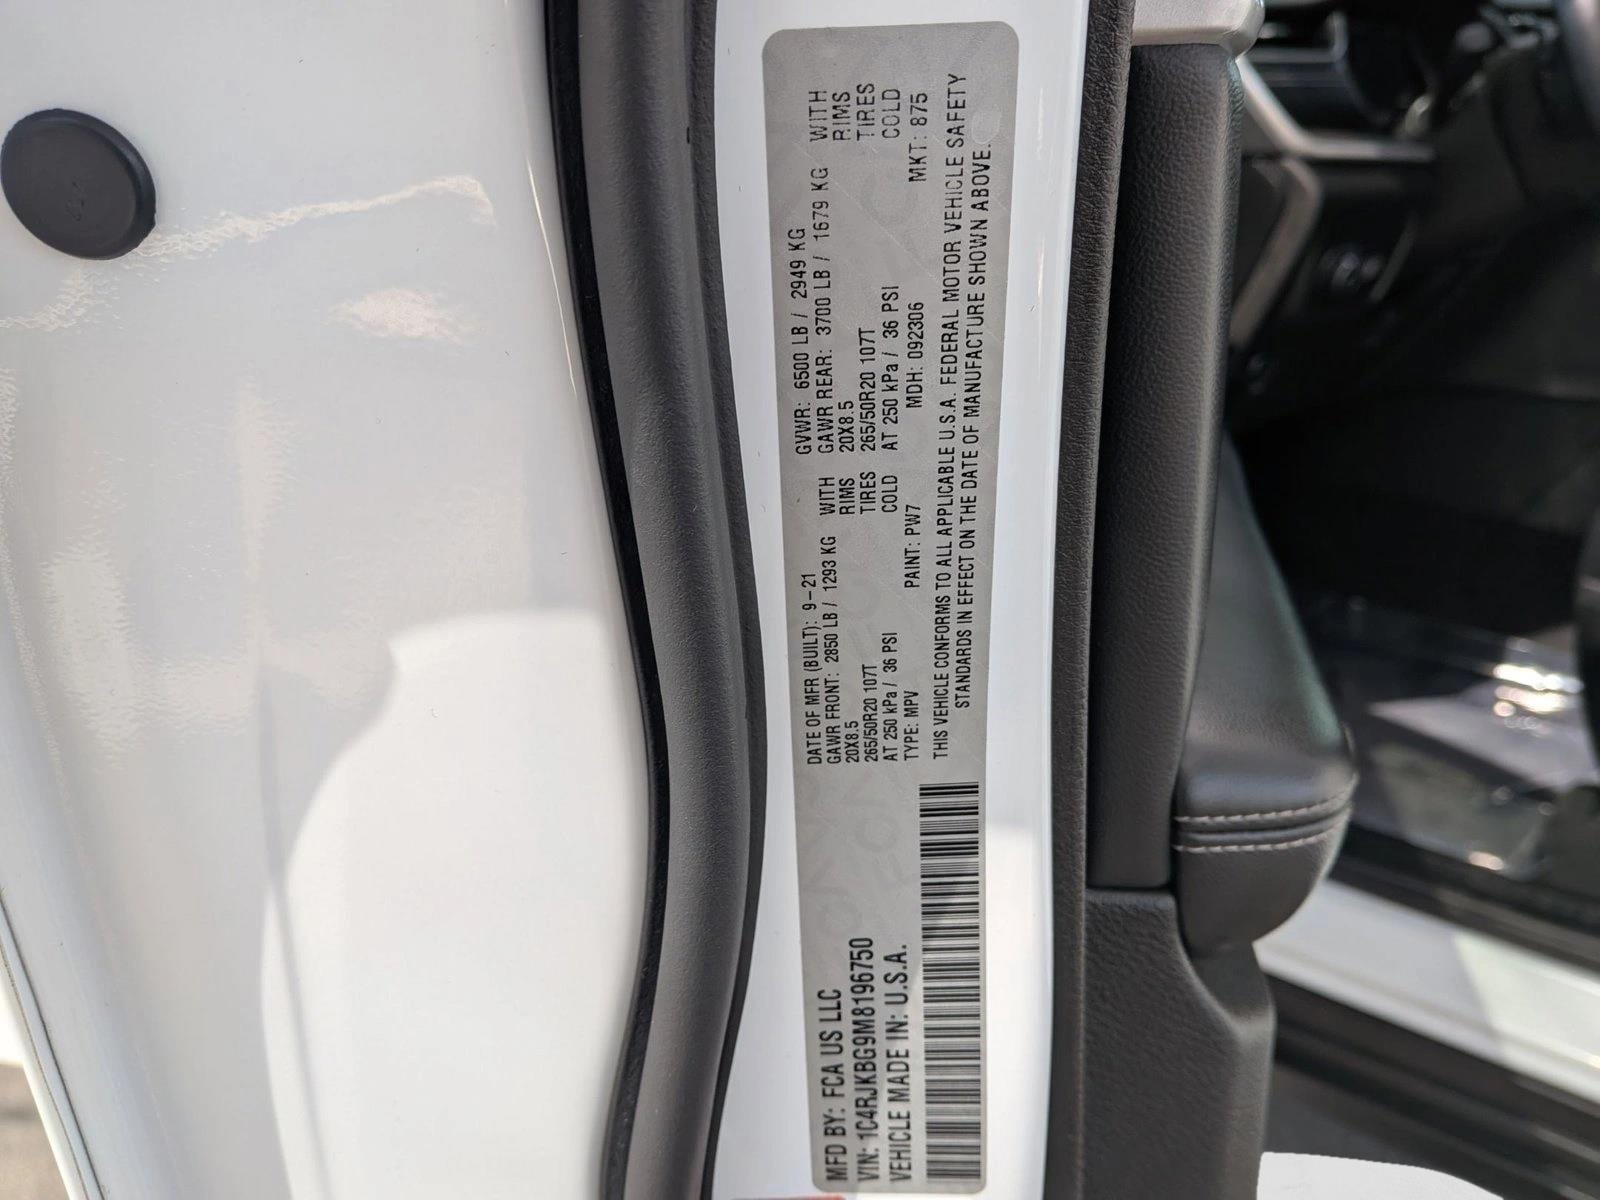 MFD BY: FCA US LLC
VIN: 1C4RJKBG9M8196750
VEHICLE MADE IN: U.S.A.
DATE OF MFR (BUILT): 9-21 GVWR: 6500 LB / 2949 KG
GAWR FRONT: 2850 LB / 1293 KG WITH GAWR REAR: 3700 LB / 1679 KG WITH
20X8.5 RIMS 20X8.5 RIMS
265/50R20 107T TIRES 265/50R20 107T TIRES
AT 250 kPa / 36 PSI COLD AT 250 kPa / 36 PSI COLD
TYPE: MPV PAINT: PW7 MDH: 092306 MKT: 875
THIS VEHICLE CONFORMS TO ALL APPLICABLE U.S.A. FEDERAL MOTOR VEHICLE SAFETY
STANDARDS IN EFFECT ON THE DATE OF MANUFACTURE SHOWN ABOVE.